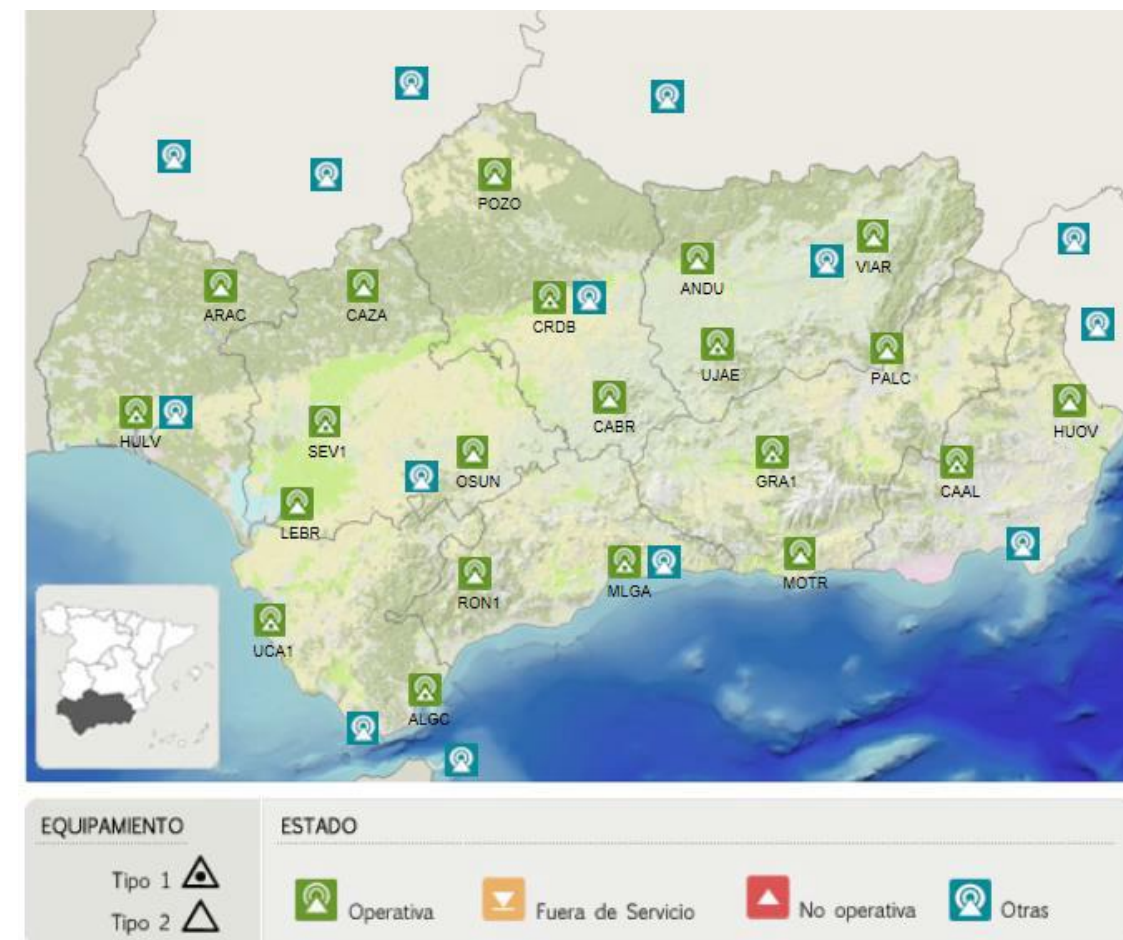 POZO
VIAR
ANDU
ARAC
CAZA
CRDB
UJAE
PALC
HULV
SEV1
CABR
HUOV
OSUN
GRA1
CAAL
LEBR
RON1
MLGA
MOTR
UCA1
ALGC
EQUIPAMIENTO
ESTADO
Tipo 1
Tipo 2
Operativa
Fuera de Servicio
No operativa
Otras